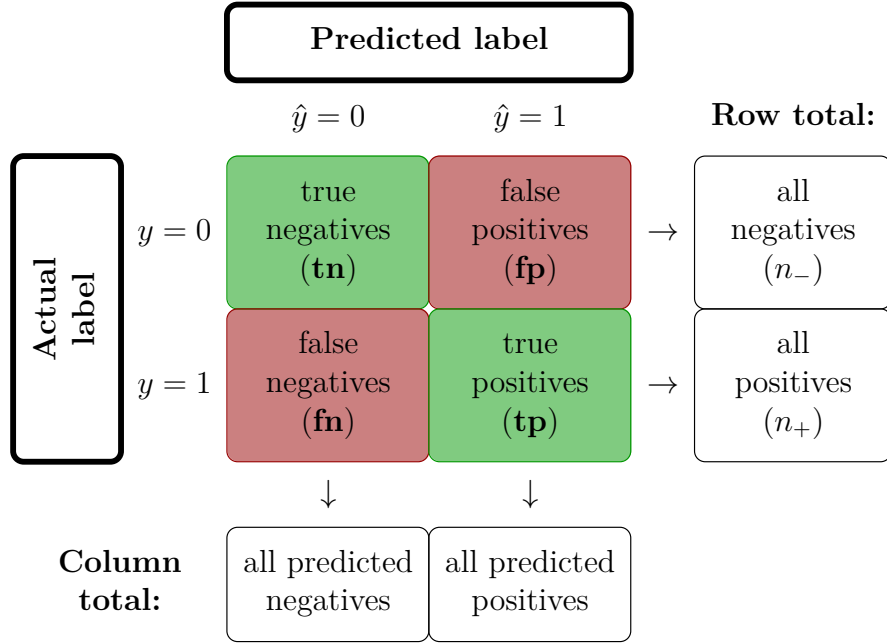 Predicted label
ŷ = 0
ŷ = 1
Row total:
Actual
label
y = 0
true
negatives
(tn)
false
positives
(fp)
→
all
negatives
(n₋)
y = 1
false
negatives
(fn)
true
positives
(tp)
→
all
positives
(n₊)
↓
↓
Column
total:
all predicted
negatives
all predicted
positives